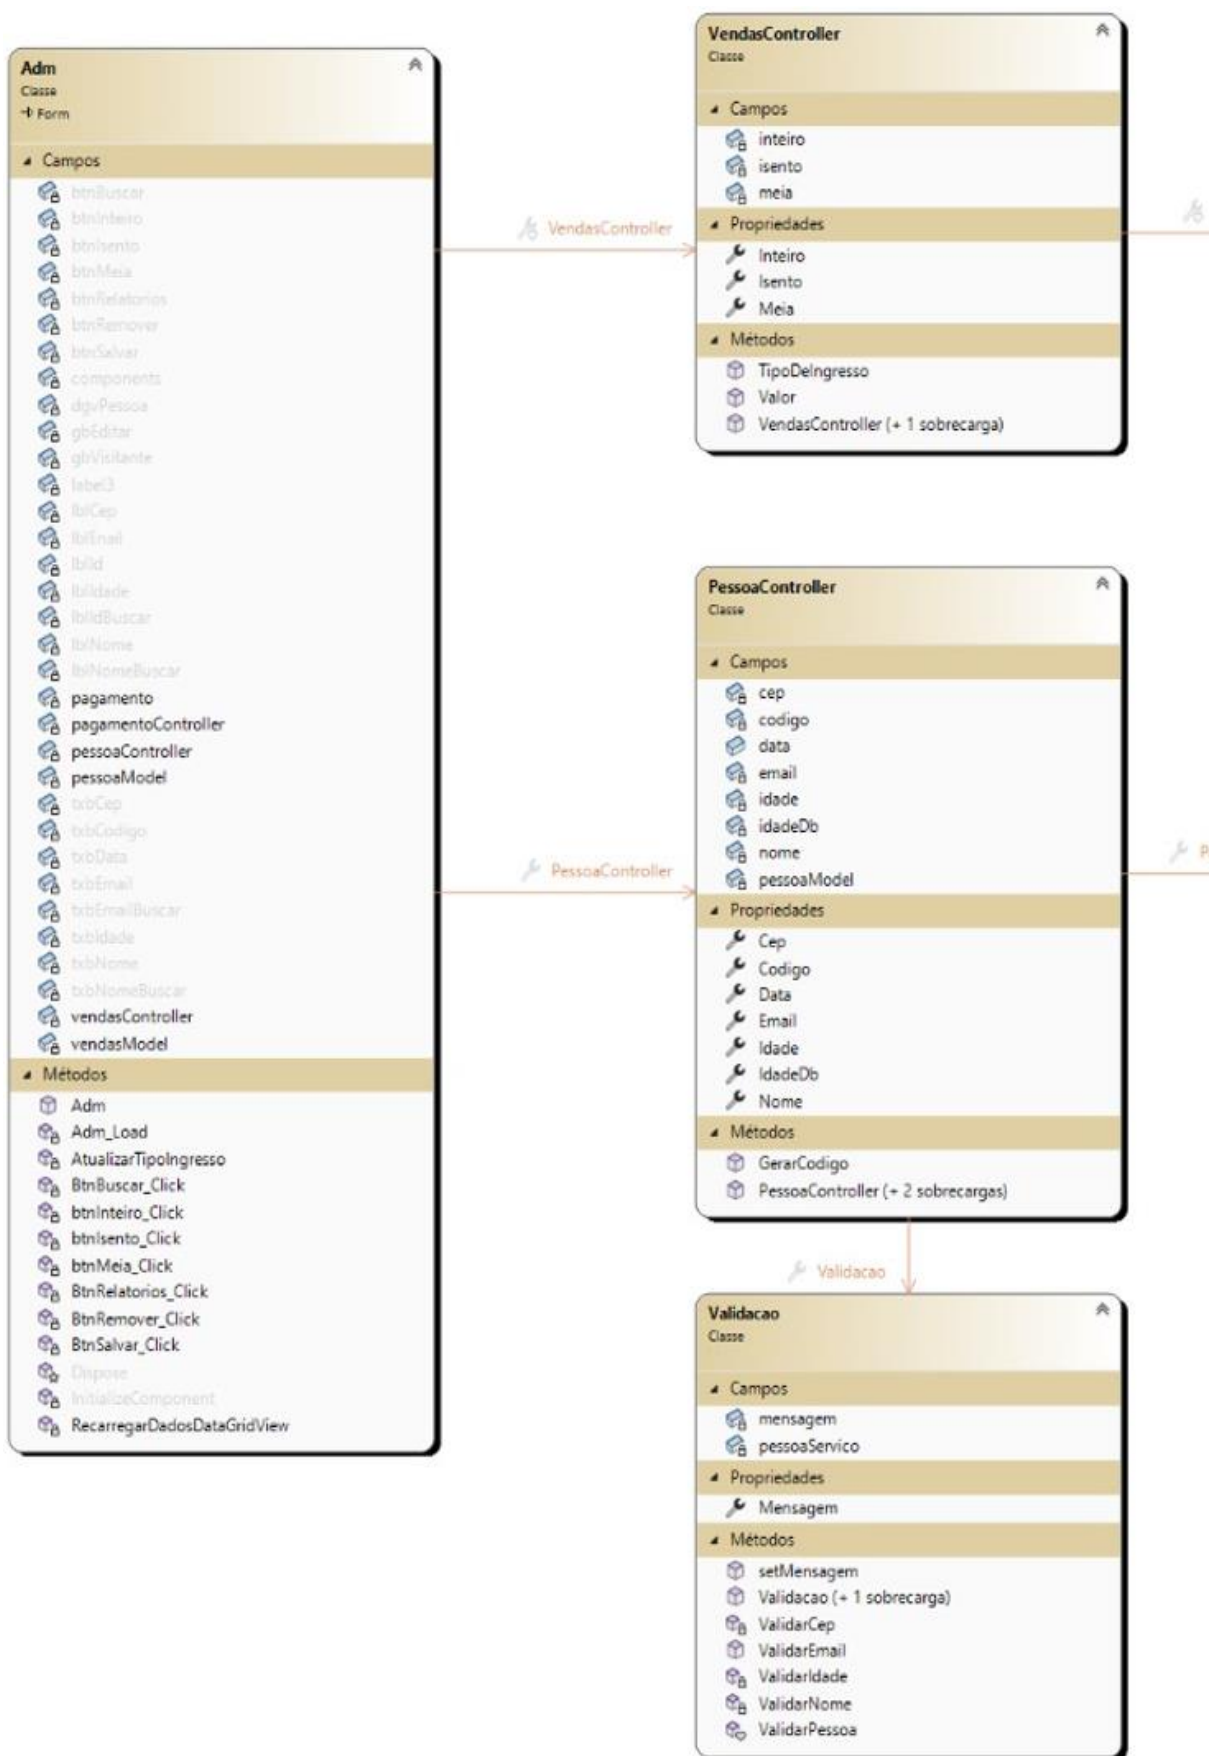 Adm
Classe
Form
Campos
btnBuscar
btnInteiro
btnIsento
btnMeia
btnRelatorios
btnRemover
btnSalvar
components
dgvPessoa
gbEditar
label3
lblCep
lblId
lblIdade
lblIdBuscar
lblNome
lblNomeBuscar
pagamento
pagamentoController
pessoaController
pessoaModel
txbCep
txbCodigo
txbData
txbEmail
txbEmailBuscar
txbIdade
txbNome
txbNomeBuscar
vendasController
vendasModel
Métodos
Adm
Adm_Load
AtualizarTipoIngresso
BtnBuscar_Click
btnInteiro_Click
btnIsento_Click
btnMeia_Click
BtnRelatorios_Click
BtnRemover_Click
BtnSalvar_Click
Dispose
InitializeComponent
RecarregarDadosDataGridView
VendasController
PessoaController
VendasController
Classe
Campos
inteiro
isento
meia
Propriedades
Inteiro
Isento
Meia
Métodos
TipoDeIngresso
Valor
VendasController (+ 1 sobrecarga)
PessoaController
Classe
Campos
cep
codigo
data
email
idade
idadeDb
nome
pessoaModel
Propriedades
Cep
Codigo
Data
Email
Idade
IdadeDb
Nome
Métodos
GerarCodigo
PessoaController (+ 2 sobrecargas)
Validacao
Validacao
Classe
Campos
mensagem
pessoaServico
Propriedades
Mensagem
Métodos
setMensagem
Validacao (+ 1 sobrecarga)
ValidarCep
ValidarEmail
ValidarIdade
ValidarNome
ValidarPessoa
P